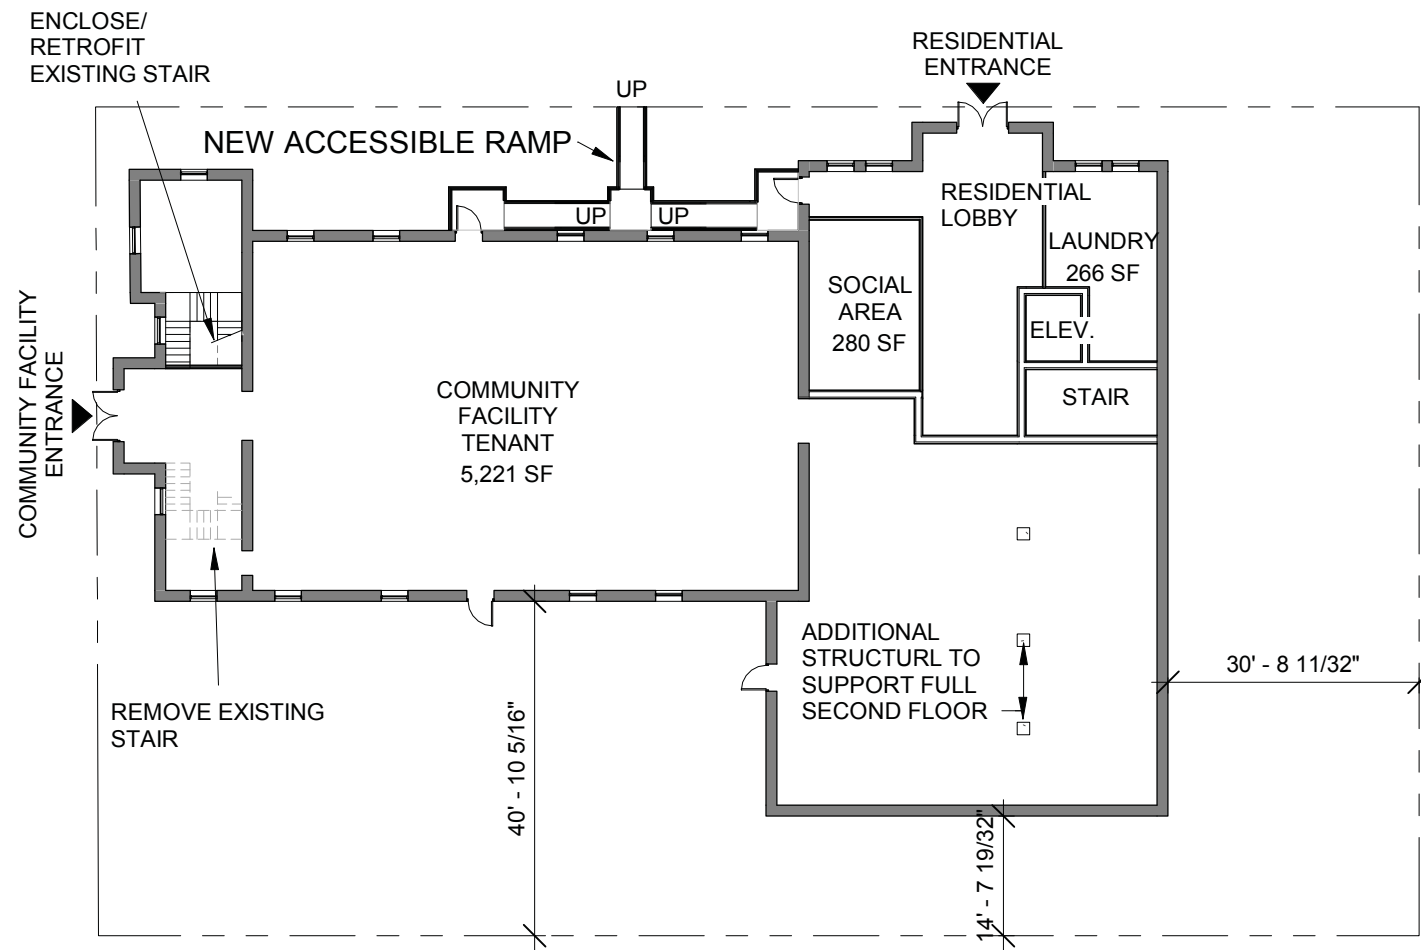 ENCLOSE/
RETROFIT
EXISTING STAIR
RESIDENTIAL
ENTRANCE
UP
NEW ACCESSIBLE RAMP
UP
UP
RESIDENTIAL
LOBBY
LAUNDRY
266 SF
SOCIAL
AREA
280 SF
ELEV.
STAIR
COMMUNITY FACILITY
ENTRANCE
COMMUNITY
FACILITY
TENANT
5,221 SF
ADDITIONAL
STRUCTURL TO
SUPPORT FULL
SECOND FLOOR
30' - 8 11/32"
REMOVE EXISTING
STAIR
40' - 10 5/16"
14' - 7 19/32"